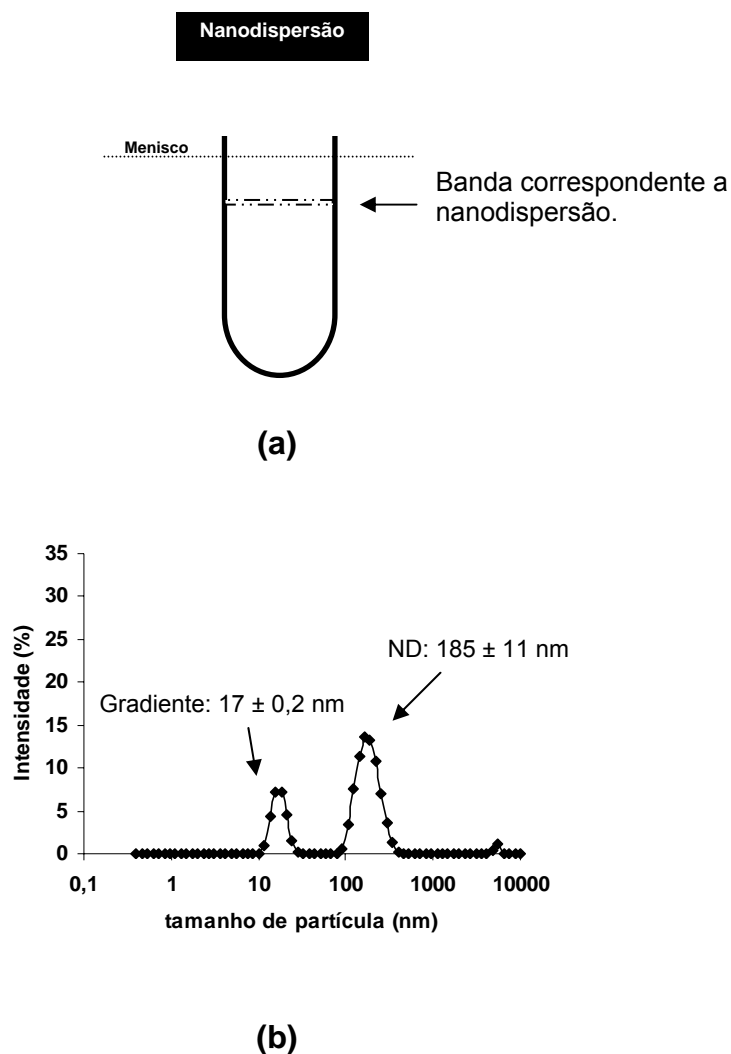 Nanodispersão
Menisco
Banda correspondente a
nanodispersão.
(a)
35
30
25
20
15
10
5
0
Intensidade (%)
ND: 185 ± 11 nm
Gradiente: 17 ± 0,2 nm
0,1 1 10 100 1000 10000
tamanho de partícula (nm)
(b)